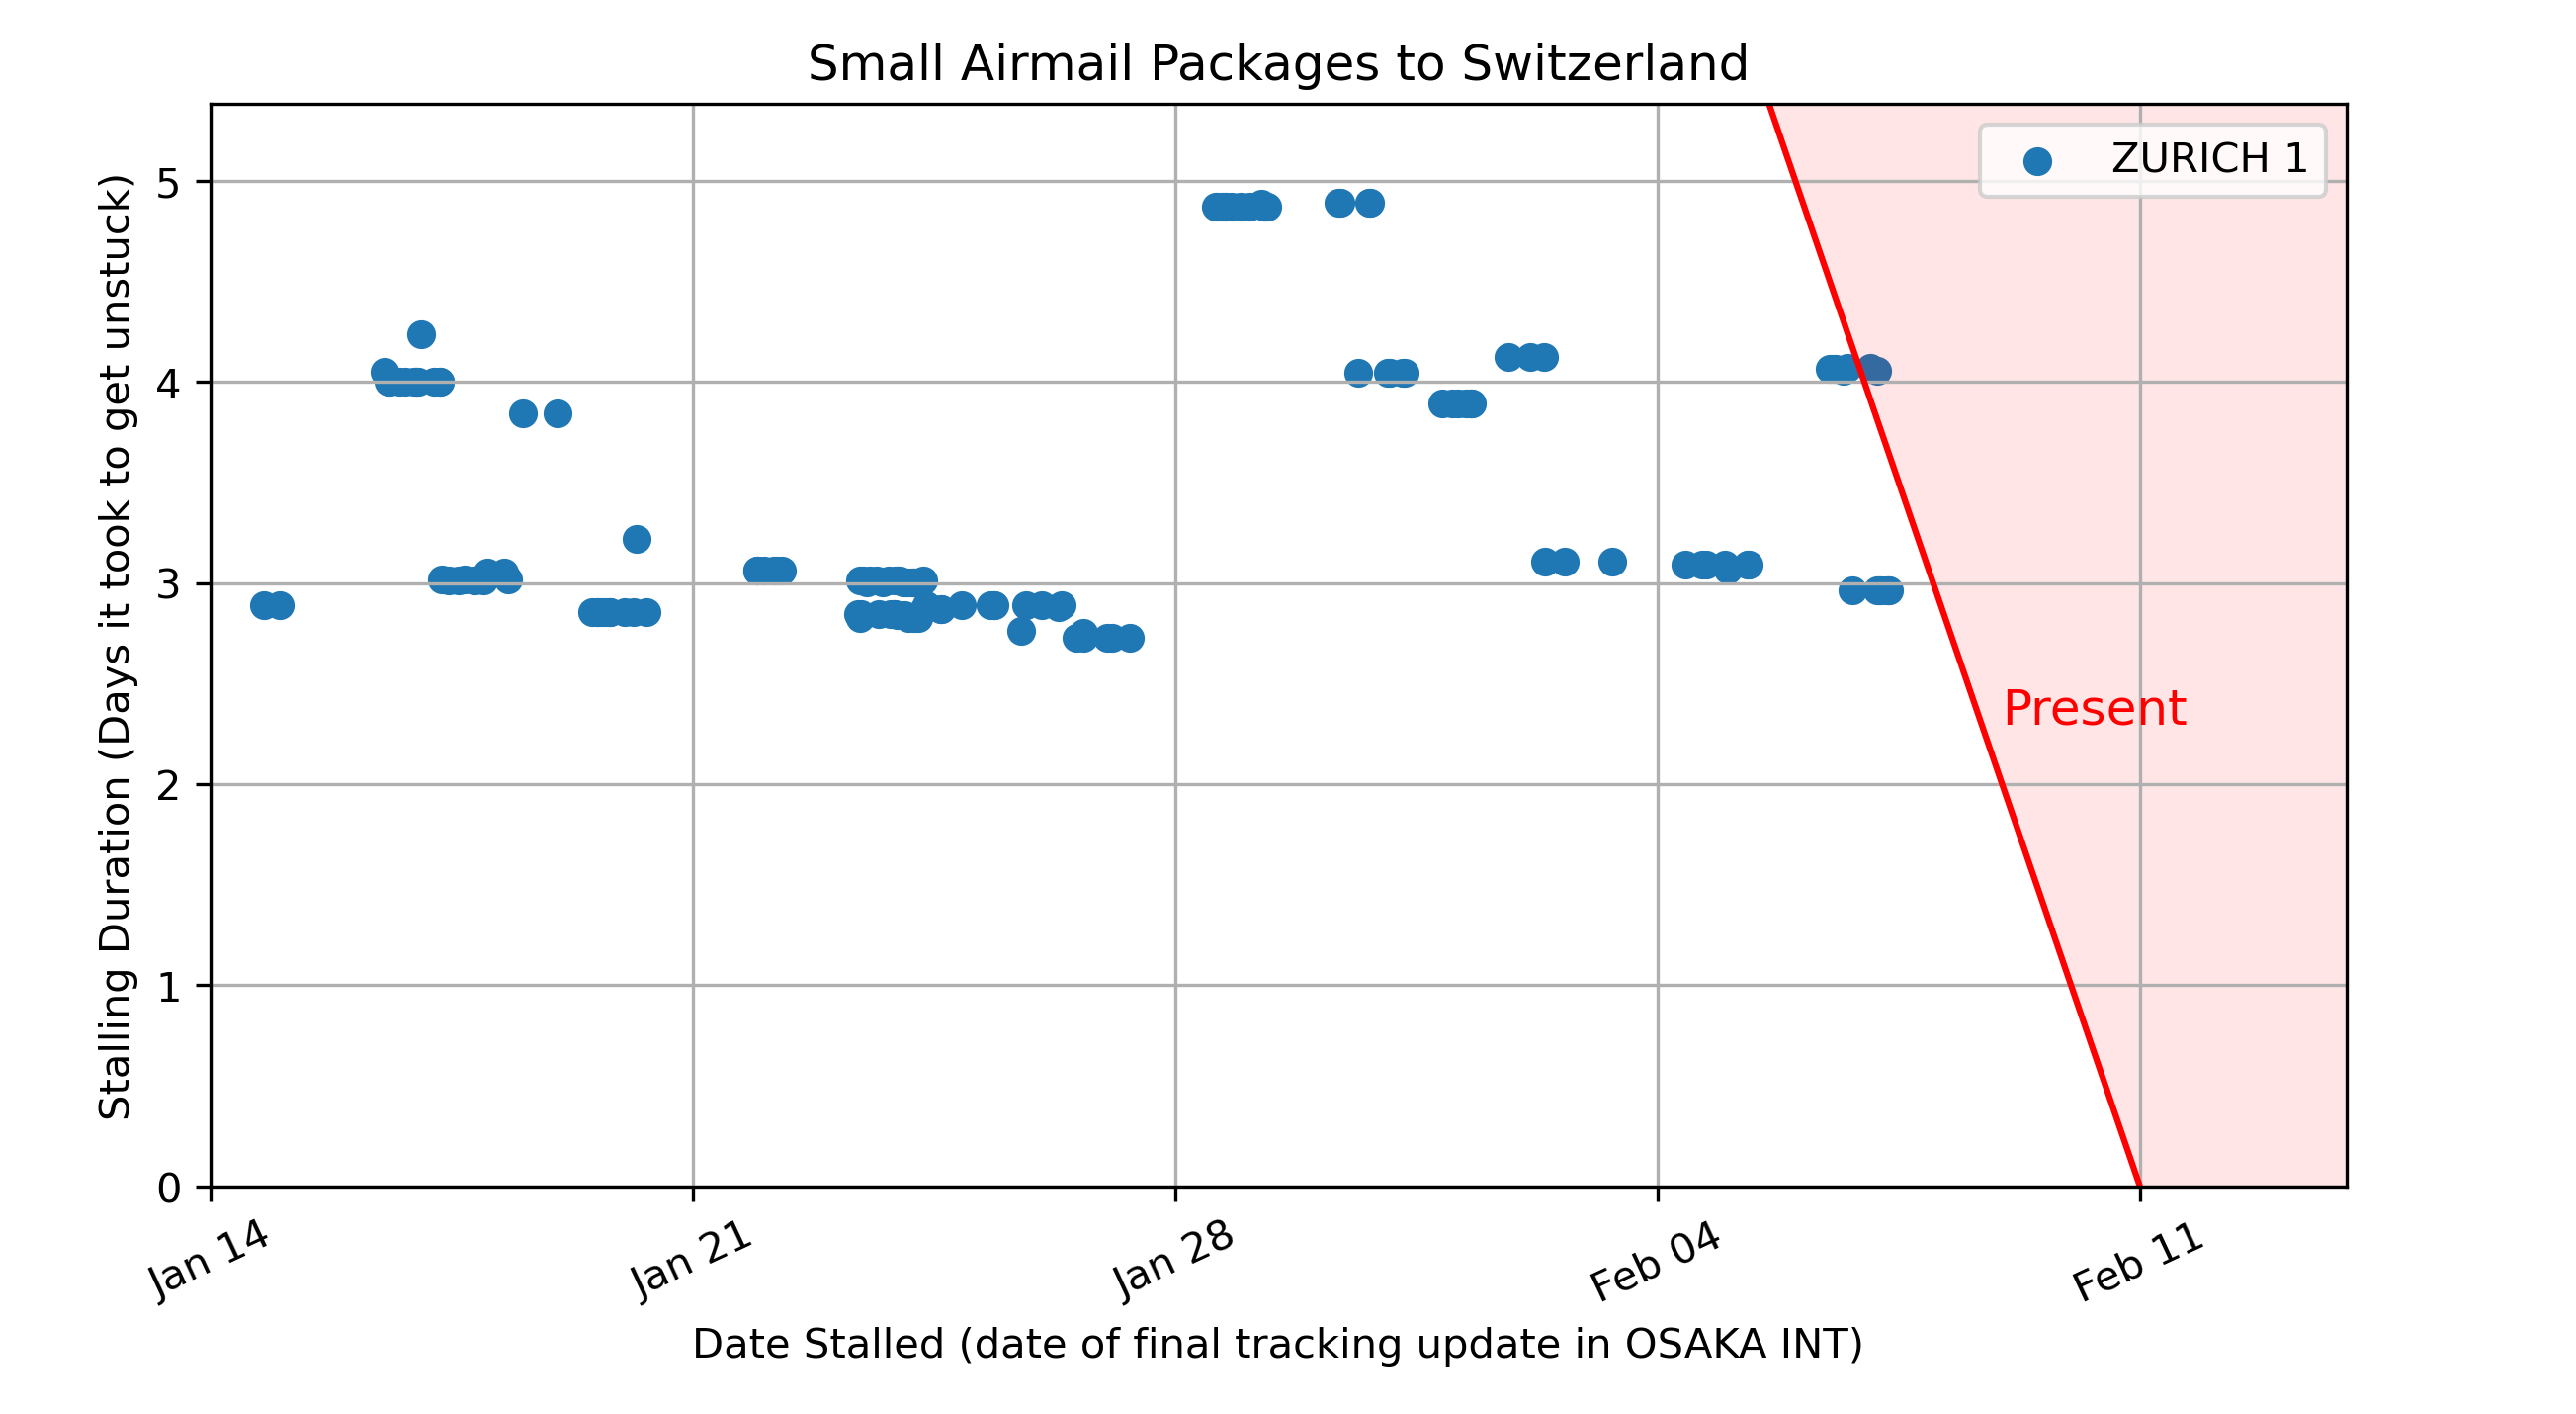 Small Airmail Packages to Switzerland
ZURICH 1
Stalling Duration (Days it took to get unstuck)
5
4
3
2
1
0
Present
Jan 14
Jan 21
Jan 28
Feb 04
Feb 11
Date Stalled (date of final tracking update in OSAKA INT)